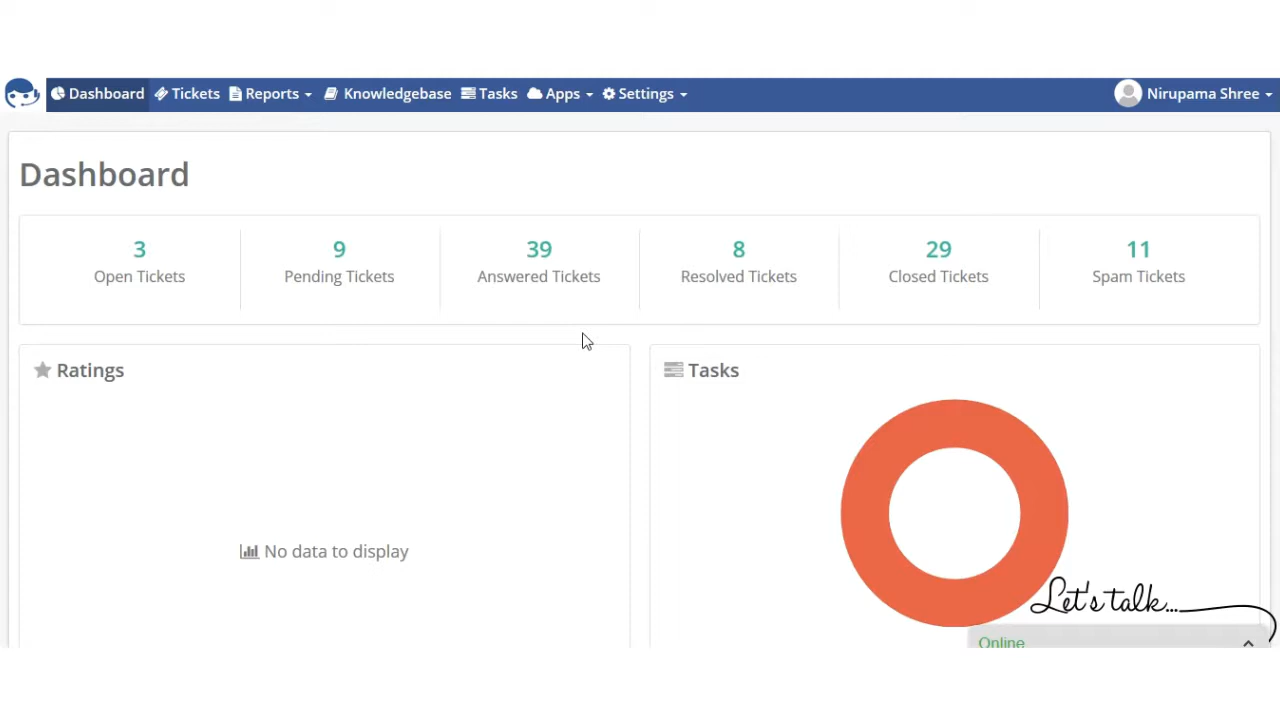 Dashboard Tickets Reports Knowledgebase Tasks Apps Settings Nirupama Shree
Dashboard
3 9 39 8 29 11
Open Tickets Pending Tickets Answered Tickets Resolved Tickets Closed Tickets Spam Tickets
Ratings
Tasks
No data to display
Let's talk...
Online